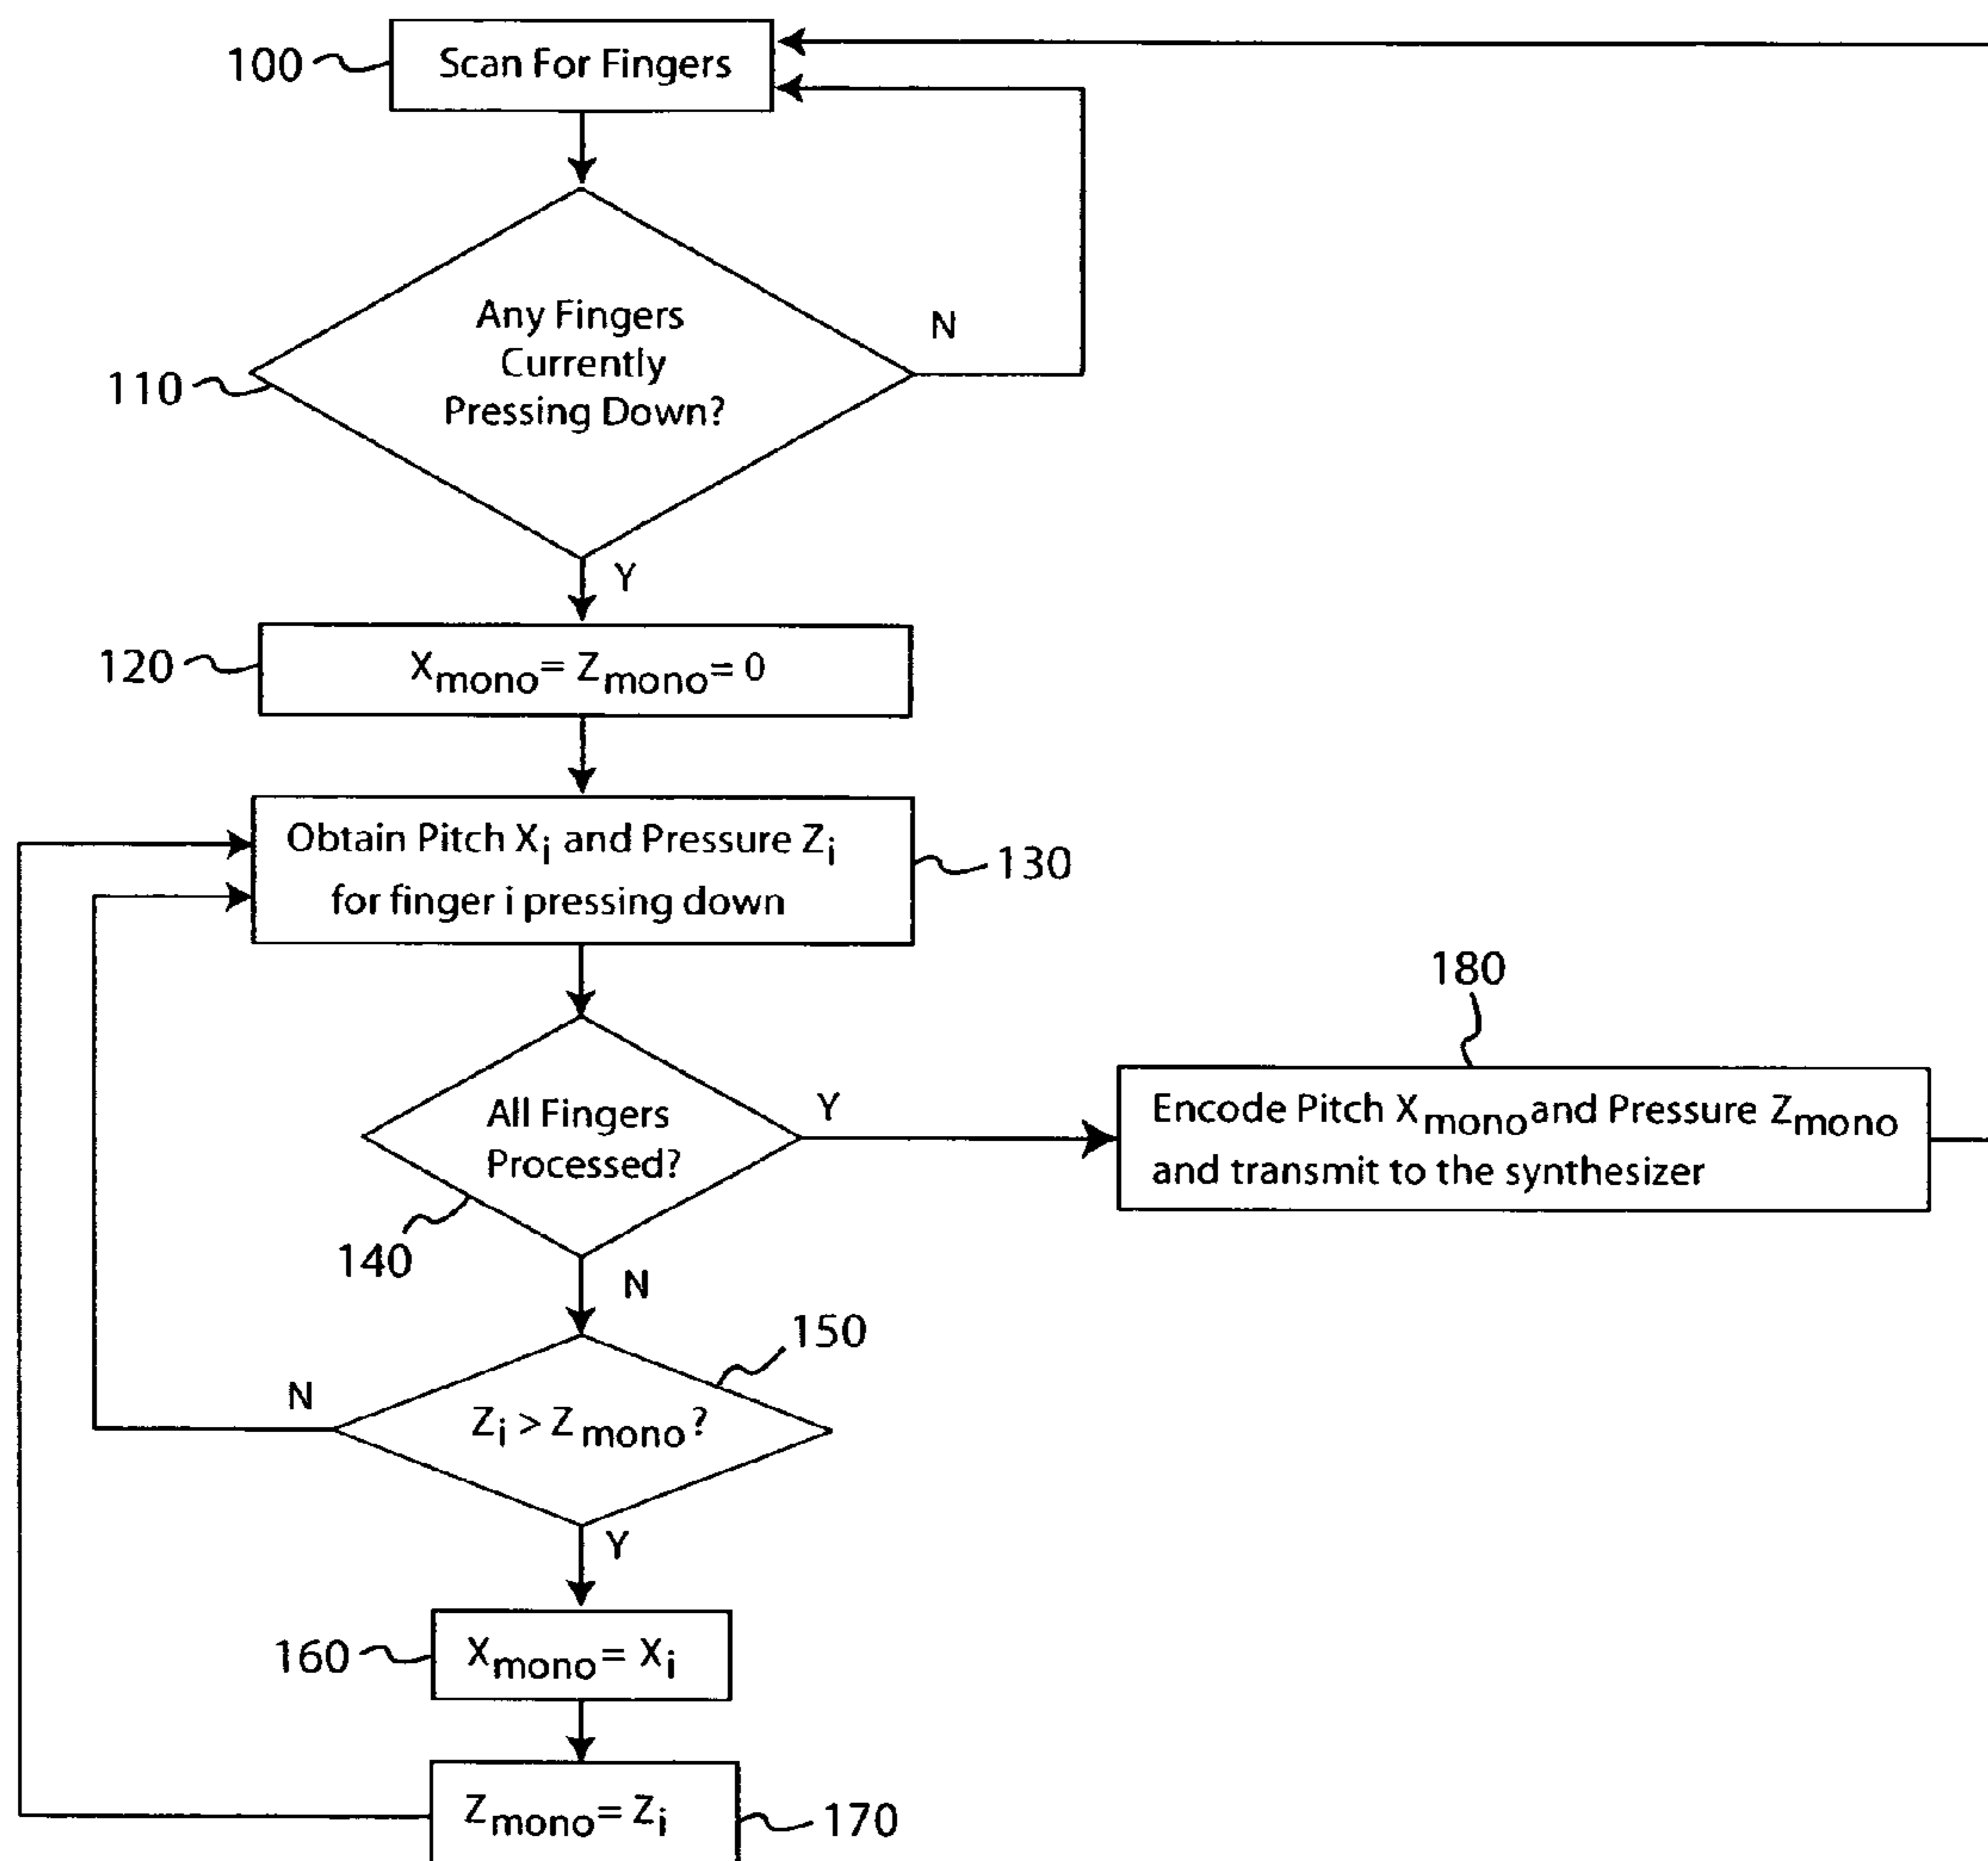 100
Scan For Fingers
Any Fingers
Currently
Pressing Down?
N
110
Y
120
Xmono= Zmono= 0
Obtain Pitch Xi and Pressure Zi
for finger i pressing down
130
180
All Fingers
Processed?
Y
Encode Pitch Xmono and Pressure Zmono
and transmit to the synthesizer
140
N
150
N
Zi > Zmono?
Y
160
Xmono= Xi
Zmono= Zi
170